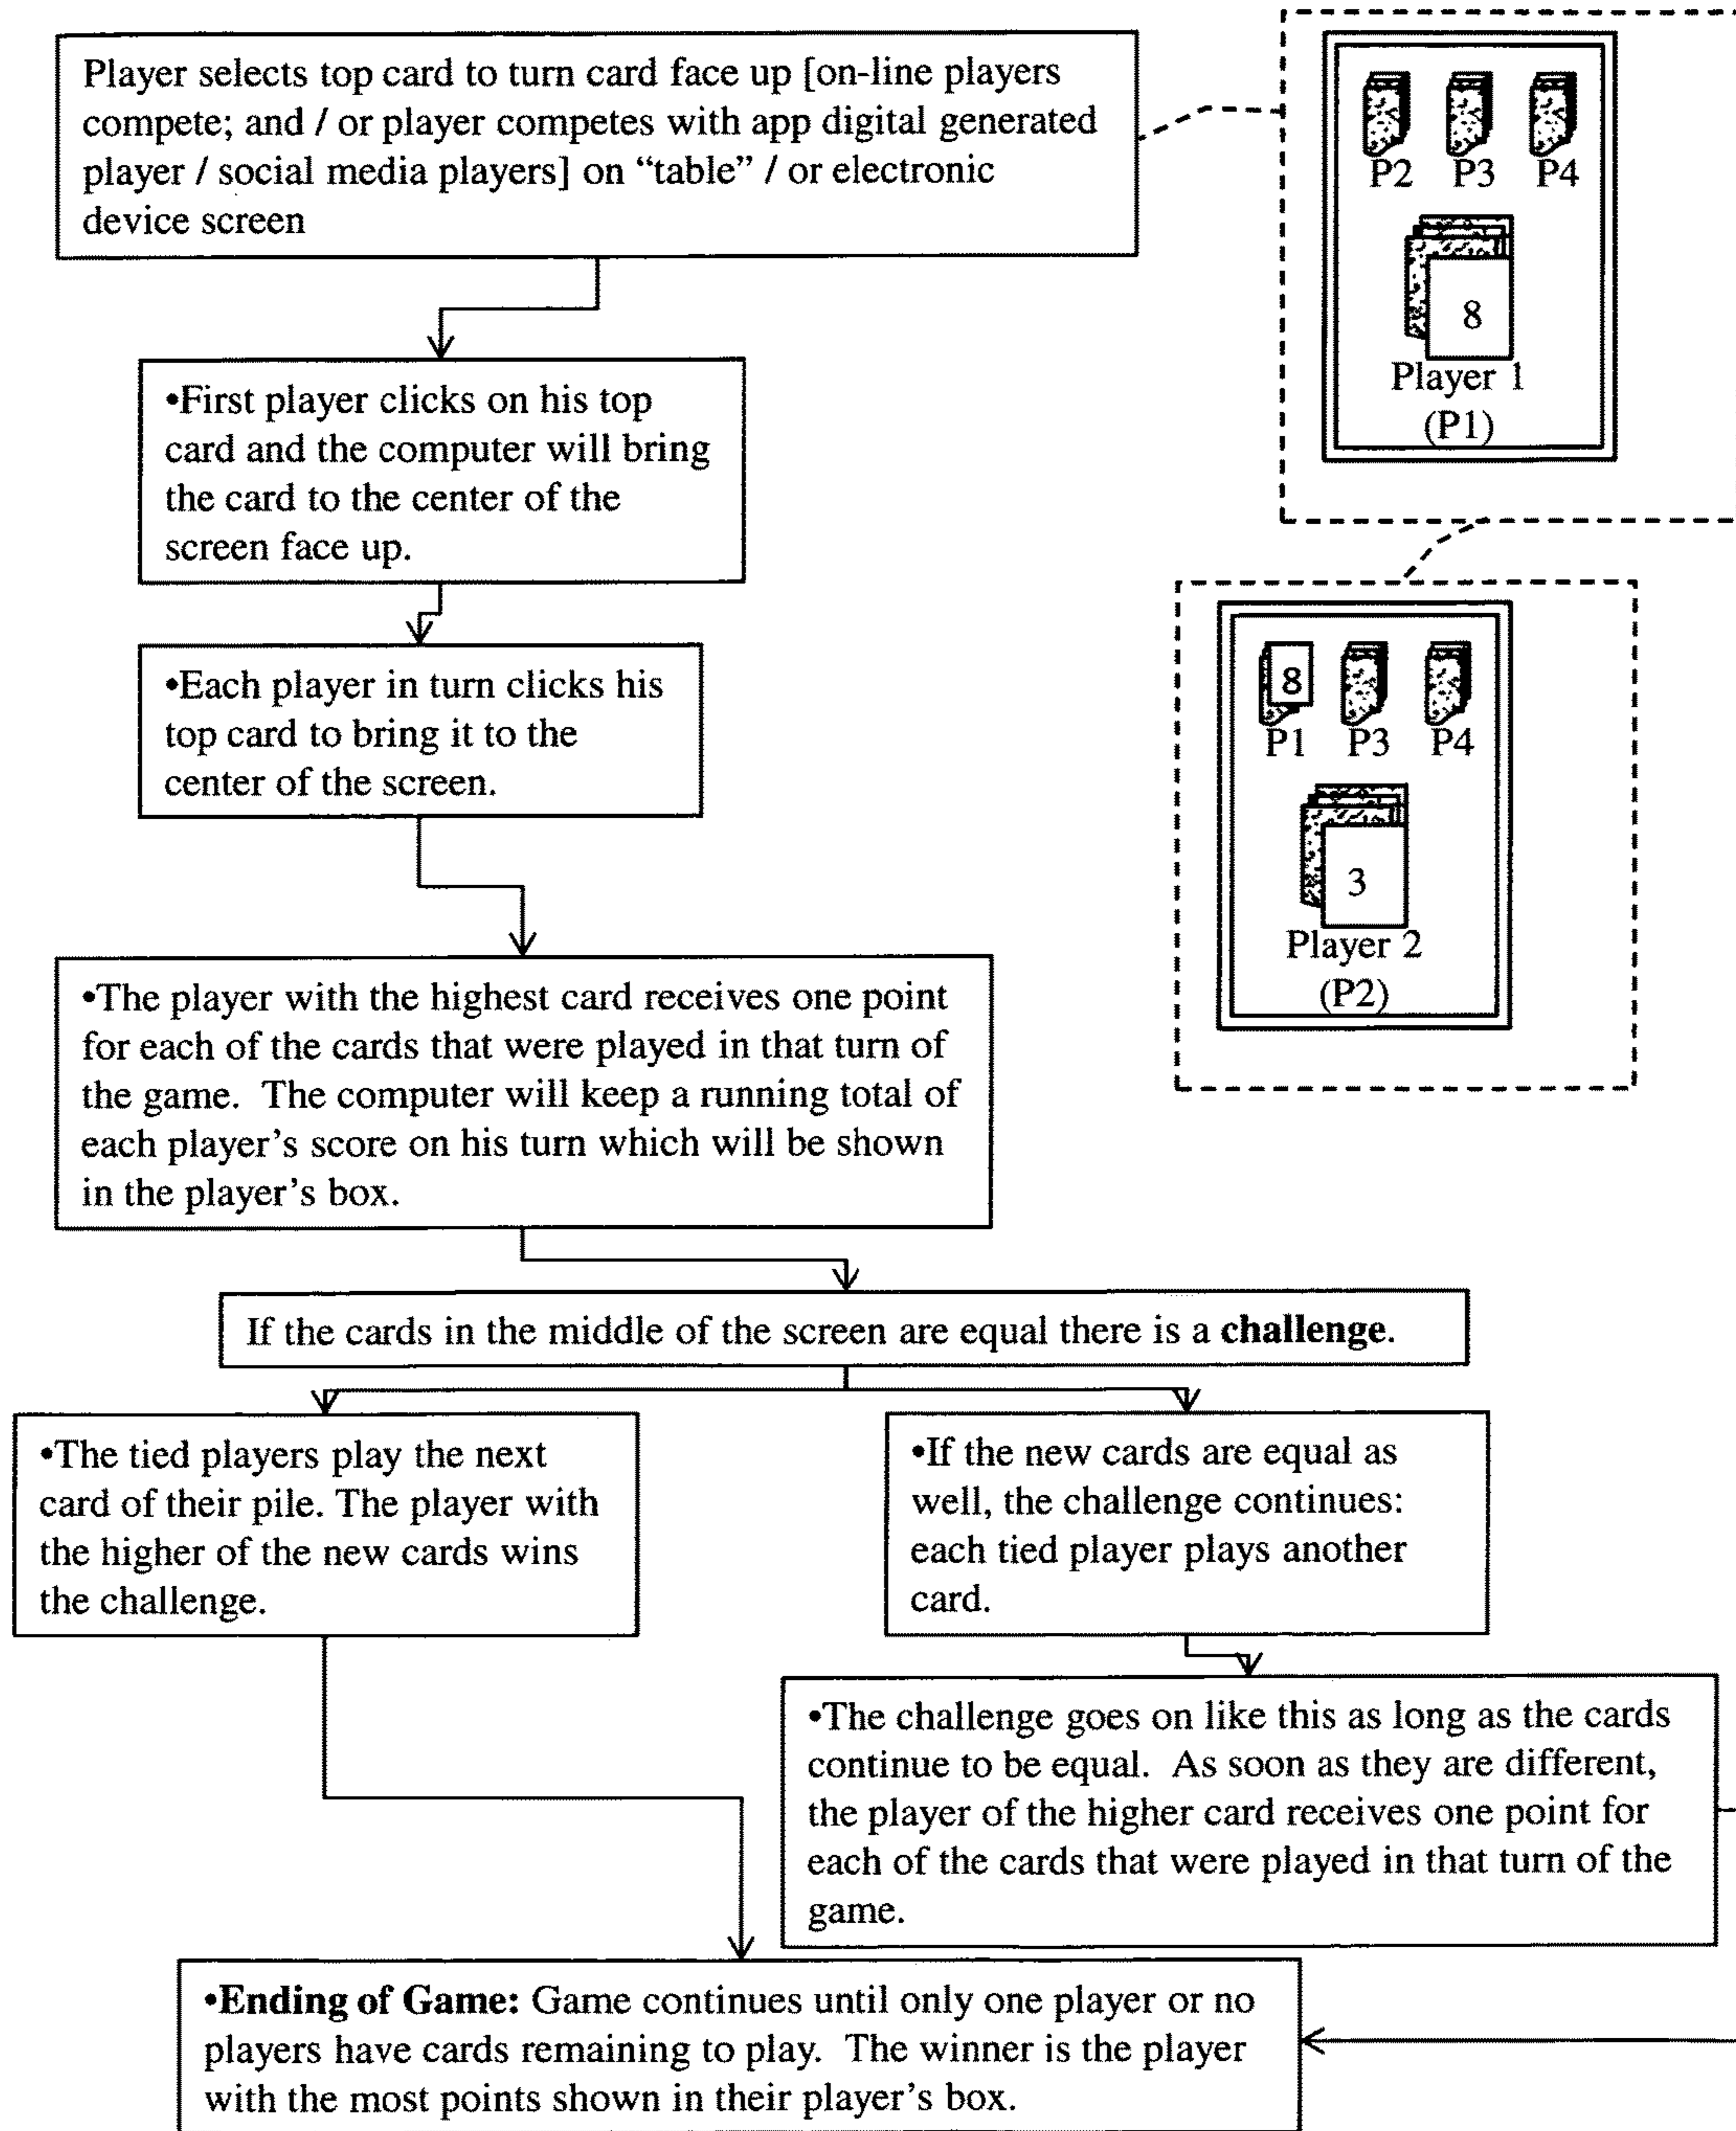 Player selects top card to turn card face up [on-line players
compete; and / or player competes with app digital generated
player / social media players] on “table” / or electronic
device screen
P2 P3 P4
8
Player 1
(P1)
•First player clicks on his top
card and the computer will bring
the card to the center of the
screen face up.
•Each player in turn clicks his
top card to bring it to the
center of the screen.
8
P1 P3 P4
3
Player 2
(P2)
•The player with the highest card receives one point
for each of the cards that were played in that turn of
the game. The computer will keep a running total of
each player’s score on his turn which will be shown
in the player’s box.
If the cards in the middle of the screen are equal there is a challenge.
•The tied players play the next
card of their pile. The player with
the higher of the new cards wins
the challenge.
•If the new cards are equal as
well, the challenge continues:
each tied player plays another
card.
•The challenge goes on like this as long as the cards
continue to be equal. As soon as they are different,
the player of the higher card receives one point for
each of the cards that were played in that turn of the
game.
•Ending of Game: Game continues until only one player or no
players have cards remaining to play. The winner is the player
with the most points shown in their player’s box.